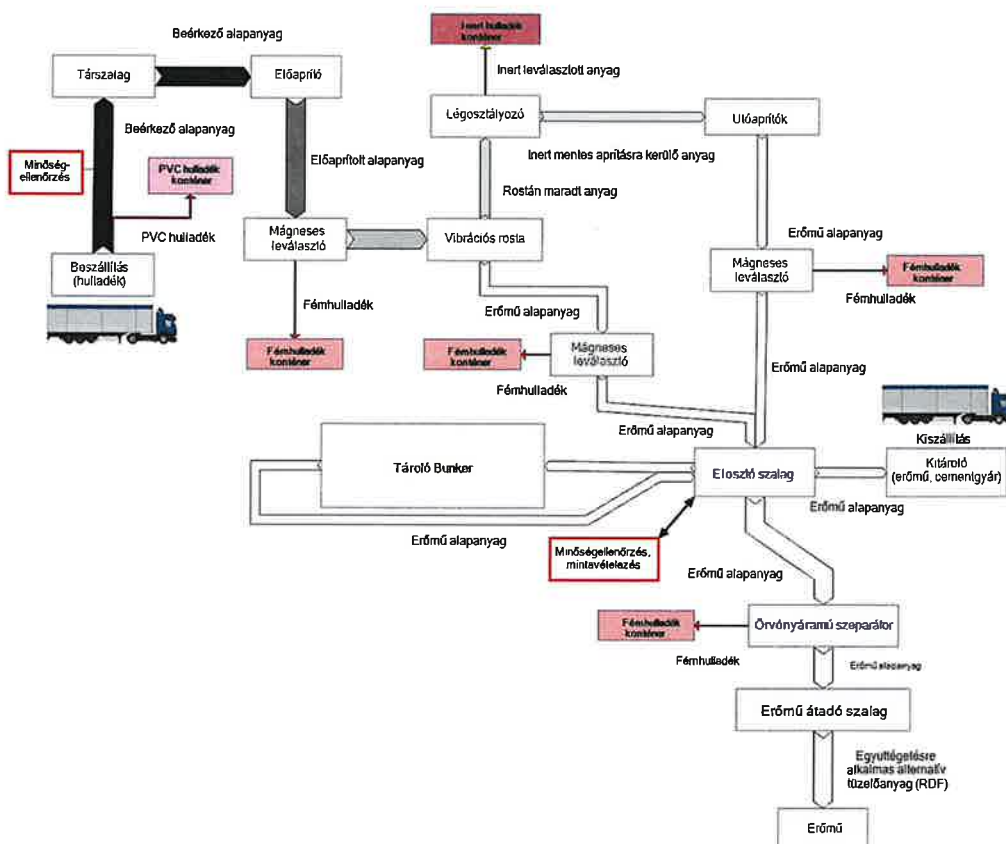 Beérkező alapanyag
Inert hulladék
konténer
Társzalag
Előaprító
Inert leválasztott anyag
Légosztályozó
Utóaprítók
Beérkező alapanyag
Előaprított alapanyag
Inert mentes aprításra kerülő anyag
Minőség-
ellenőrzés
PVC hulladék
konténer
Rostán maradt anyag
PVC hulladék
Mágneses
leválasztó
Vibrációs rosta
Erőmű alapanyag
Beszállítás
(hulladék)
Mágneses
leválasztó
Fémhulladék
konténer
Fémhulladék
Erőmű alapanyag
Fémhulladék
Fémhulladék
konténer
Fémhulladék
konténer
Mágneses
leválasztó
Erőmű alapanyag
Fémhulladék
Erőmű alapanyag
Kiszállítás
Tároló Bunker
Elosztó szalag
Kitároló
(erőmű, cementgyár)
Erőmű alapanyag
Erőmű alapanyag
Minőségellenőrzés,
mintavételezés
Erőmű alapanyag
Fémhulladék
konténer
Örvényáramú szeparátor
Fémhulladék
Erőmű alapanyag
Erőmű átadó szalag
Együttégetésre
alkalmas alternatív
tüzelőanyag (RDF)
Erőmű